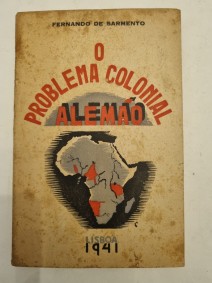 FERNANDO DE SARMENTO
O
PROBLEMA COLONIAL
ALEMÃO
LISBOA
1941